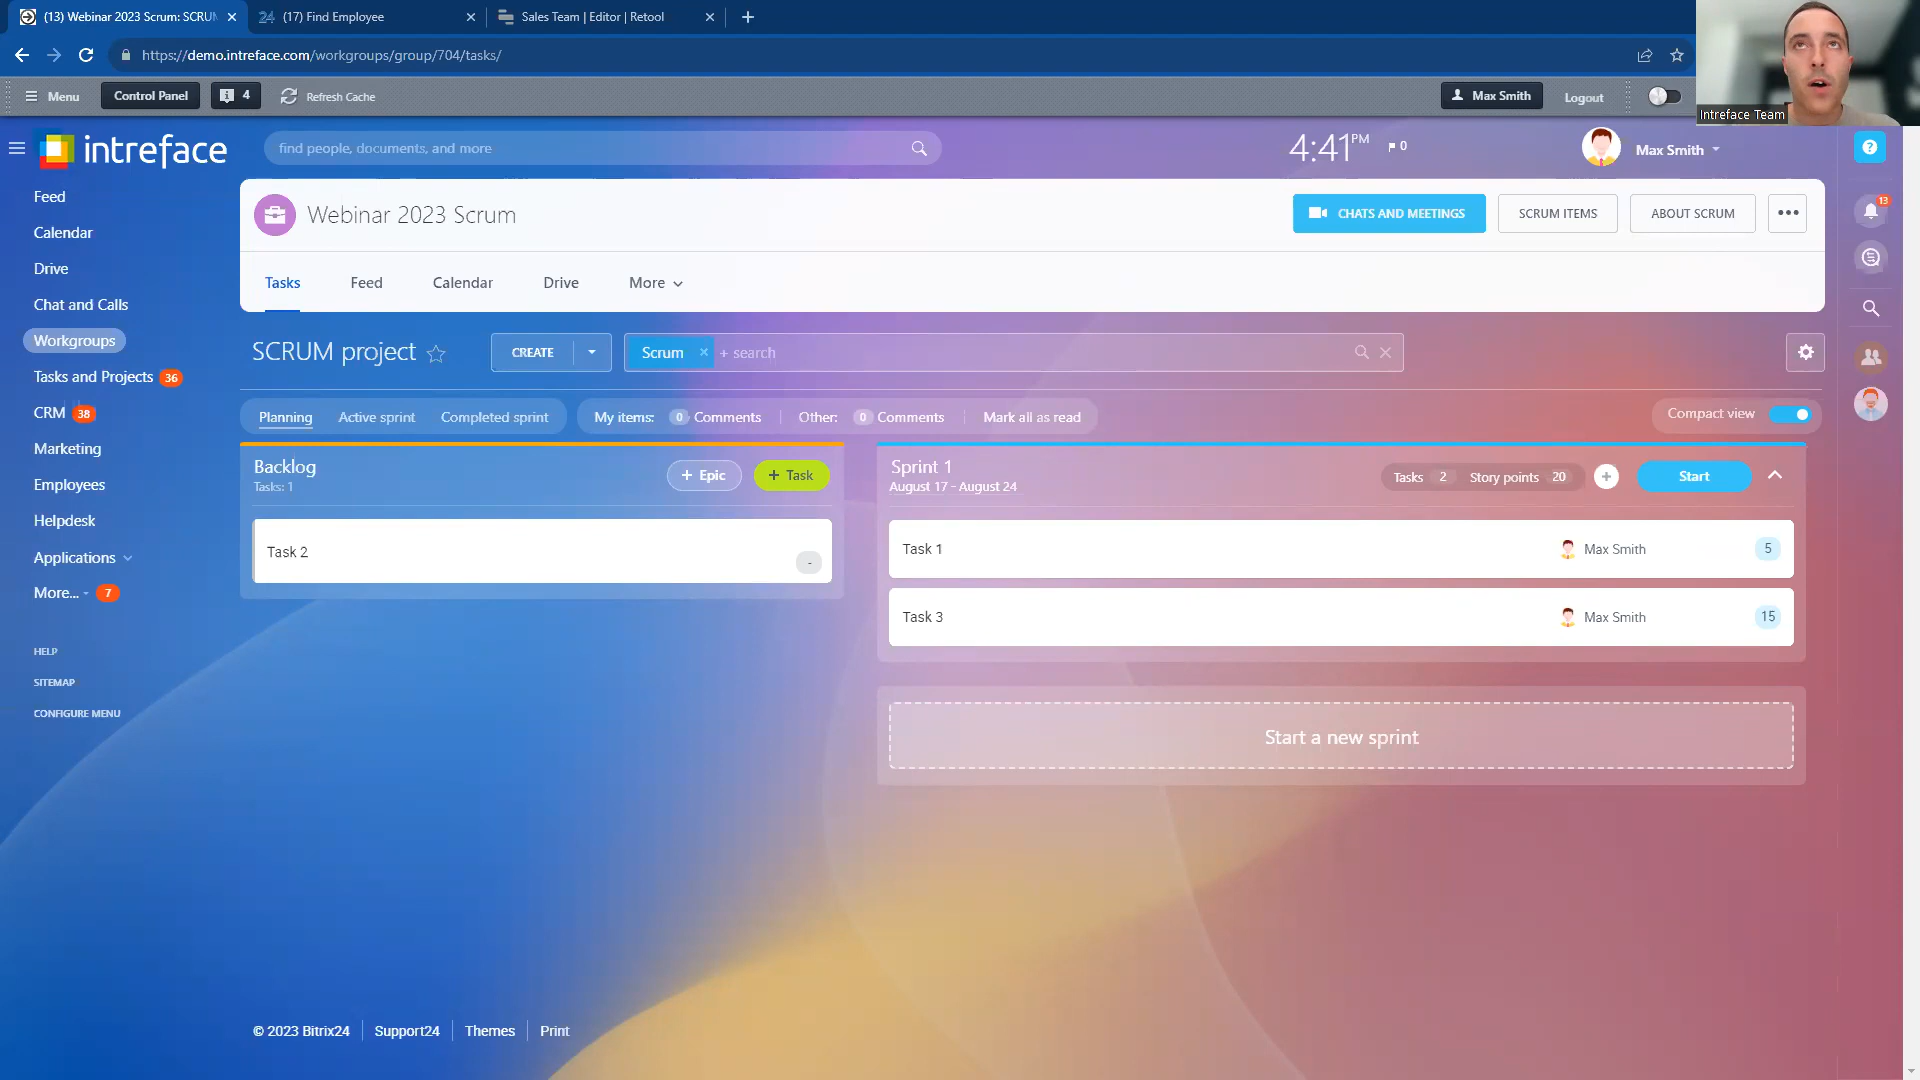 (13) Webinar 2023 Scrum: SCRUM
24 (17) Find Employee
Sales Team | Editor | Retool
https://demo.intreface.com/workgroups/group/704/tasks/
Menu
Control Panel
4
Refresh Cache
Max Smith
Logout
Intreface Team
intreface
find people, documents, and more
4:41 PM
0
Max Smith
?
13
Feed
Calendar
Drive
Chat and Calls
Workgroups
Tasks and Projects 36
CRM 38
Marketing
Employees
Helpdesk
Applications
More... 7
HELP
SITEMAP
CONFIGURE MENU
Webinar 2023 Scrum
CHATS AND MEETINGS
SCRUM ITEMS
ABOUT SCRUM
Tasks
Feed
Calendar
Drive
More
SCRUM project
CREATE
Scrum × + search
Planning
Active sprint
Completed sprint
My items: 0 Comments
Other: 0 Comments
Mark all as read
Compact view
Backlog
Tasks: 1
+ Epic
+ Task
Task 2
-
Sprint 1
August 17 - August 24
Tasks 2
Story points 20
+
Start
Task 1
Max Smith
5
Task 3
Max Smith
15
Start a new sprint
© 2023 Bitrix24
Support24
Themes
Print